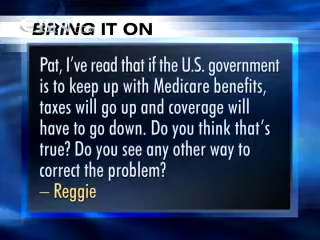 BRING IT ON
Pat, I've read that if the U.S. government
is to keep up with Medicare benefits,
taxes will go up and coverage will
have to go down. Do you think that's
true? Do you see any other way to
correct the problem?
– Reggie